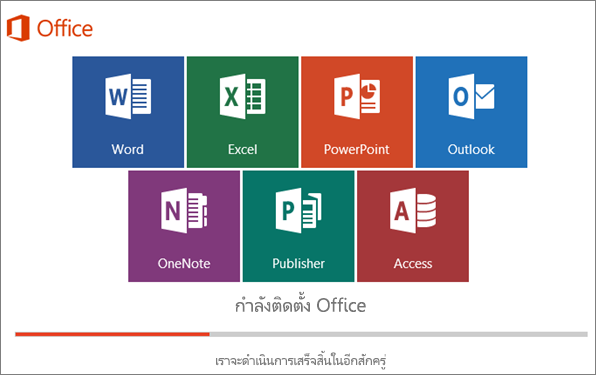 Office
Word Excel PowerPoint Outlook
OneNote Publisher Access
กำลังติดตั้ง Office
เราจะดำเนินการเสร็จสิ้นในอีกสักครู่